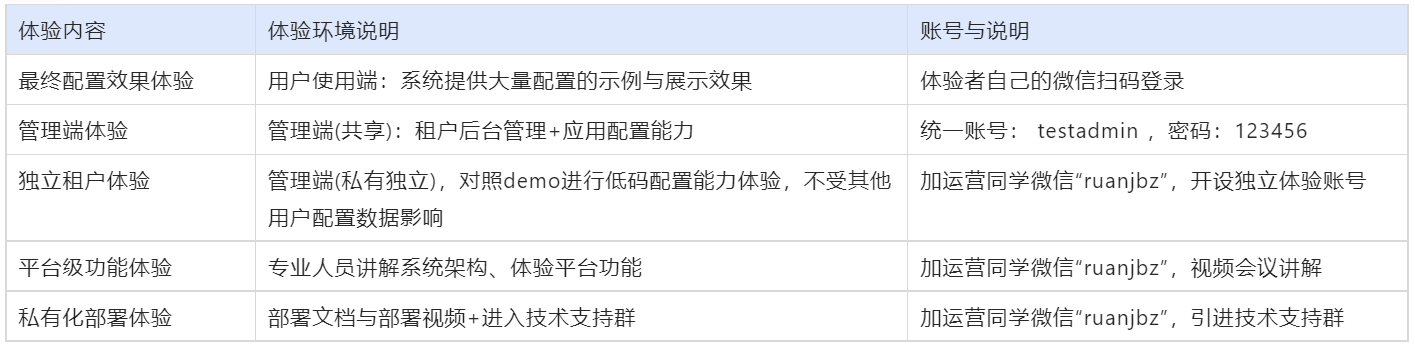 体验内容 体验环境说明 账号与说明
最终配置效果体验 用户使用端：系统提供大量配置的示例与展示效果 体验者自己的微信扫码登录
管理端体验 管理端(共享)：租户后台管理+应用配置能力 统一账号： testadmin ，密码：123456
独立租户体验 管理端(私有独立)，对照demo进行低码配置能力体验，不受其他 加运营同学微信“ruanjbz”，开设独立体验账号
用户配置数据影响
平台级功能体验 专业人员讲解系统架构、体验平台功能 加运营同学微信“ruanjbz”，视频会议讲解
私有化部署体验 部署文档与部署视频+进入技术支持群 加运营同学微信“ruanjbz”，引进技术支持群